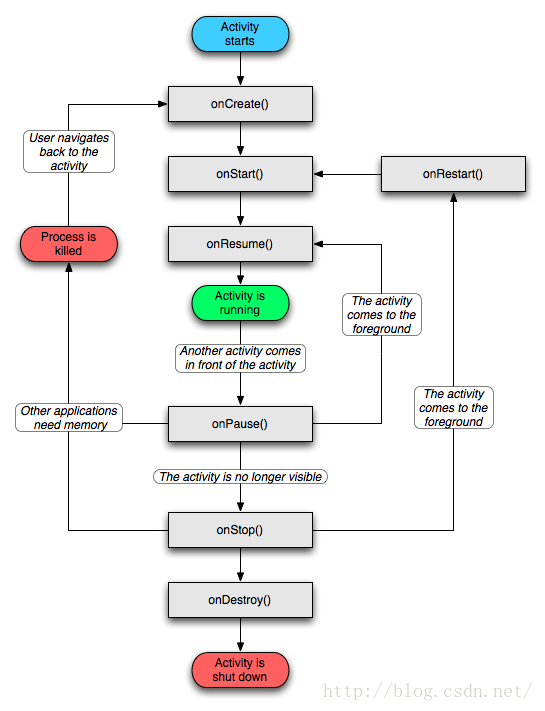 Activity
starts
onCreate()
User navigates
back to the
activity
onStart()
onRestart()
Process is
killed
onResume()
Activity is
running
The activity
comes to the
foreground
Another activity comes
in front of the activity
The activity
comes to the
foreground
Other applications
need memory
onPause()
The activity is no longer visible
onStop()
onDestroy()
Activity is
shut down
http://blog.csdn.net/